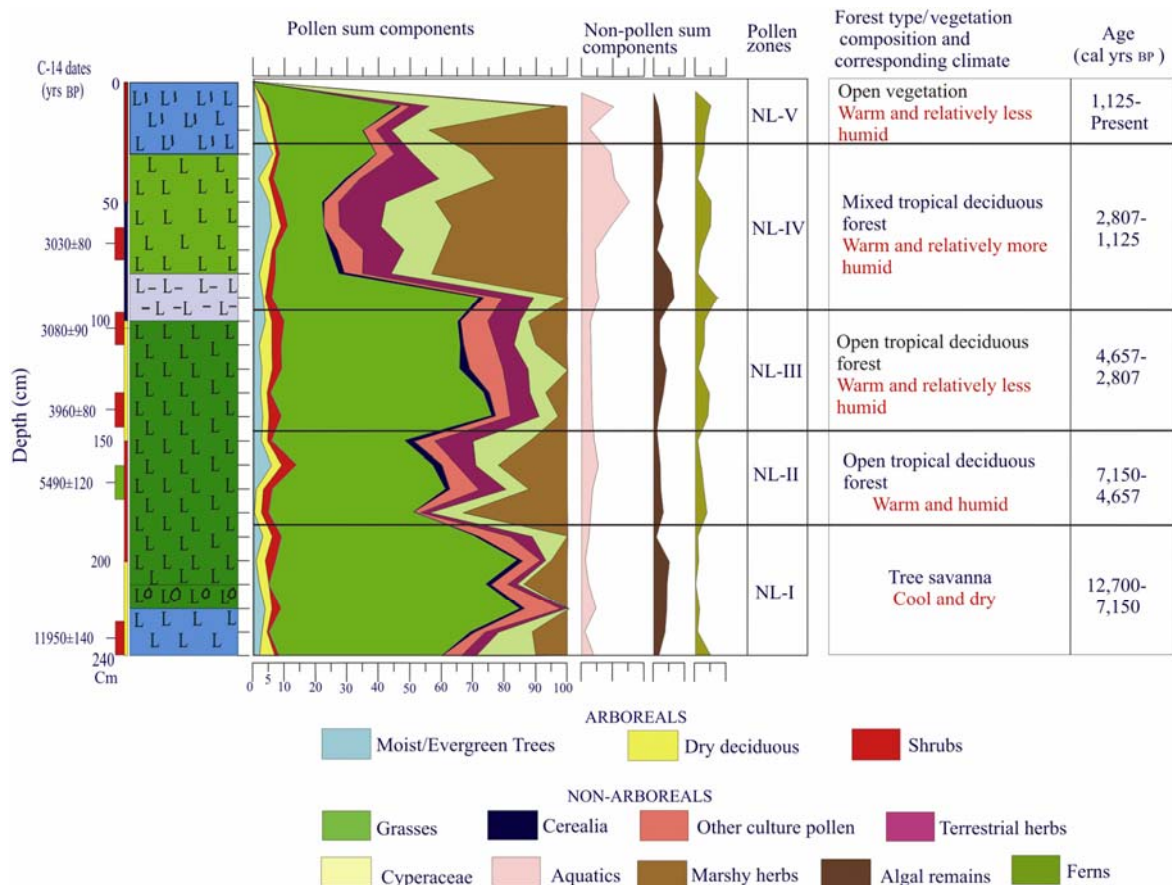 Pollen sum components
Non-pollen sum
components
Pollen
zones
Forest type/vegetation
composition and
corresponding climate
Age
(cal yrs BP )
C-14 dates
(yrs BP)
Depth (cm)
0
50
3030±80
100
3080±90
3960±80
150
5490±120
200
11950±140
240
Cm
L L L L
L L L
L L L L
L L L L
L L L L
L L L L
L L L L
L L L L
L O L O L O L O
L L L L
L L L
NL-V
Open vegetation
Warm and relatively less
humid
1,125-
Present
NL-IV
Mixed tropical deciduous
forest
Warm and relatively more
humid
2,807-
1,125
NL-III
Open tropical deciduous
forest
Warm and relatively less
humid
4,657-
2,807
NL-II
Open tropical deciduous
forest
Warm and humid
7,150-
4,657
NL-I
Tree savanna
Cool and dry
12,700-
7,150
0 5 10 20 30 40 50 60 70 80 90 100
ARBOREALS
Moist/Evergreen Trees Dry deciduous Shrubs
NON-ARBOREALS
Grasses Cerealia Other culture pollen Terrestrial herbs
Cyperaceae Aquatics Marshy herbs Algal remains Ferns